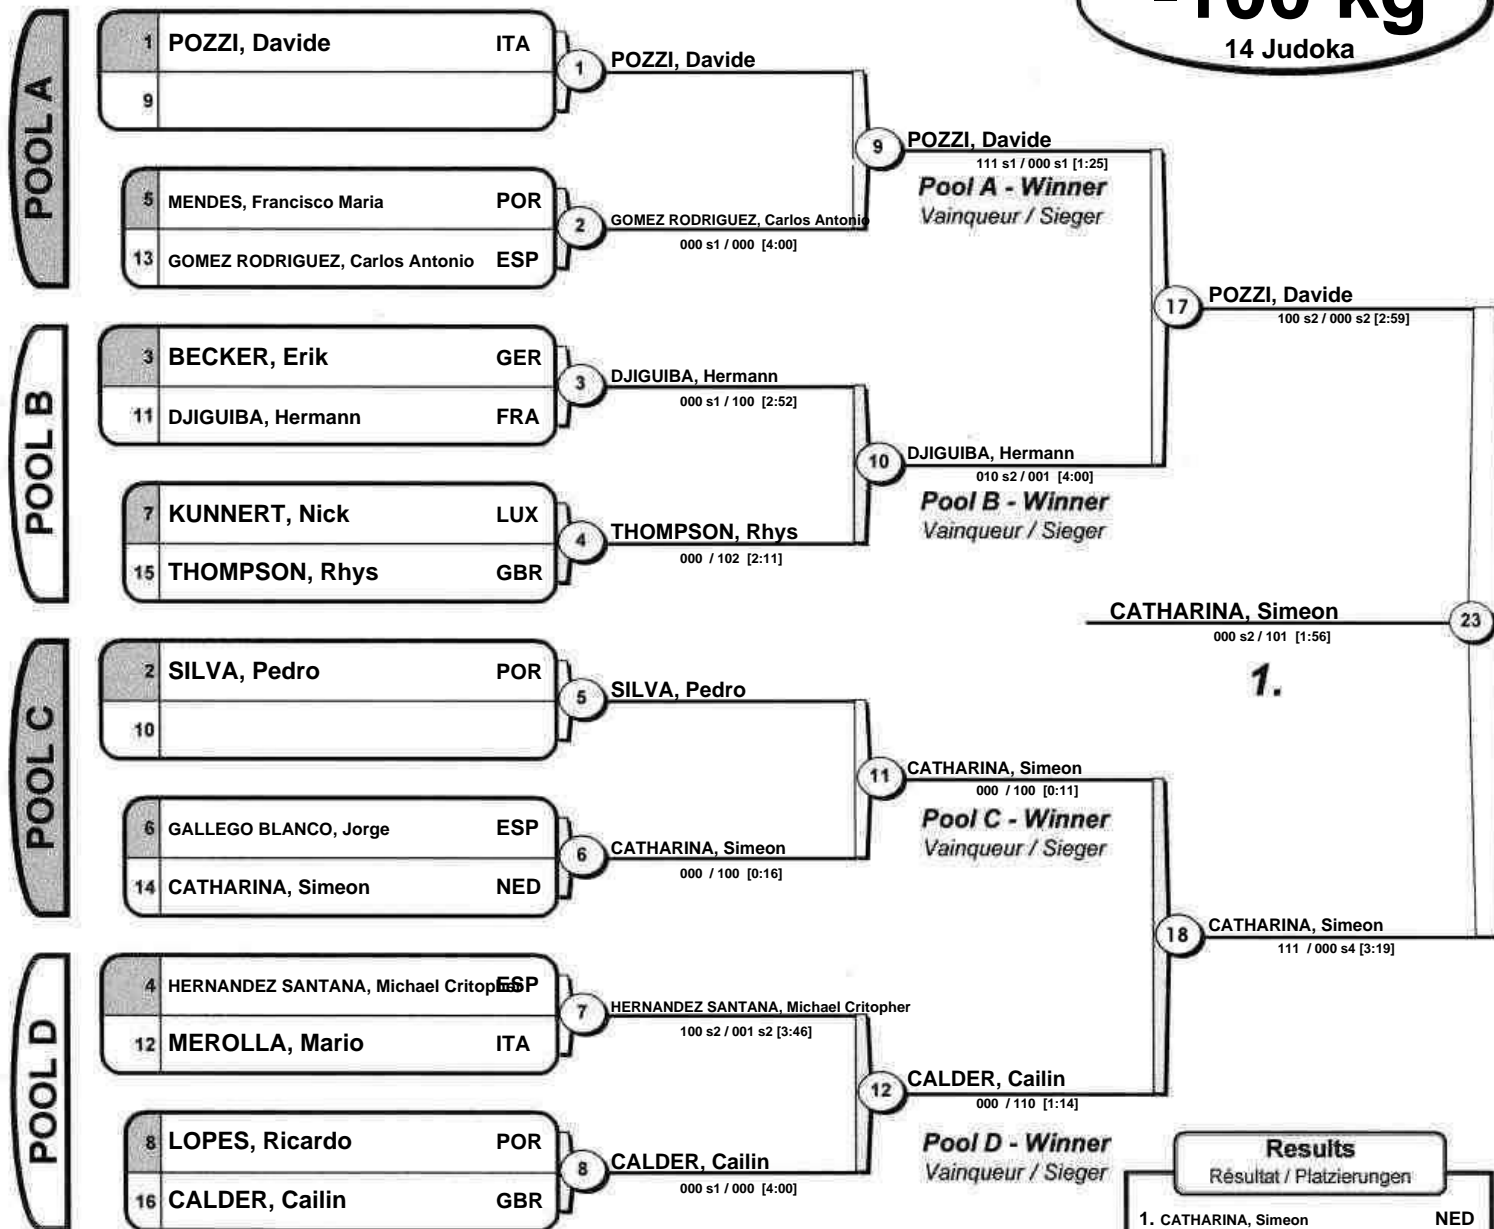 -100 kg
14 Judoka
POOL A
1 POZZI, Davide ITA
9
1 POZZI, Davide
5 MENDES, Francisco Maria POR
13 GOMEZ RODRIGUEZ, Carlos Antonio ESP
2 GOMEZ RODRIGUEZ, Carlos Antonio
000 s1 / 000 [4:00]
9 POZZI, Davide
111 s1 / 000 s1 [1:25]
Pool A - Winner
Vainqueur / Sieger
POOL B
3 BECKER, Erik GER
11 DJIGUIBA, Hermann FRA
3 DJIGUIBA, Hermann
000 s1 / 100 [2:52]
7 KUNNERT, Nick LUX
15 THOMPSON, Rhys GBR
4 THOMPSON, Rhys
000 / 102 [2:11]
10 DJIGUIBA, Hermann
010 s2 / 001 [4:00]
Pool B - Winner
Vainqueur / Sieger
17 POZZI, Davide
100 s2 / 000 s2 [2:59]
CATHARINA, Simeon 23
000 s2 / 101 [1:56]
1.
POOL C
2 SILVA, Pedro POR
10
5 SILVA, Pedro
6 GALLEGO BLANCO, Jorge ESP
14 CATHARINA, Simeon NED
6 CATHARINA, Simeon
000 / 100 [0:16]
11 CATHARINA, Simeon
000 / 100 [0:11]
Pool C - Winner
Vainqueur / Sieger
18 CATHARINA, Simeon
111 / 000 s4 [3:19]
POOL D
4 HERNANDEZ SANTANA, Michael Critopher ESP
12 MEROLLA, Mario ITA
7 HERNANDEZ SANTANA, Michael Critopher
100 s2 / 001 s2 [3:46]
8 LOPES, Ricardo POR
16 CALDER, Cailin GBR
8 CALDER, Cailin
000 s1 / 000 [4:00]
12 CALDER, Cailin
000 / 110 [1:14]
Pool D - Winner
Vainqueur / Sieger
Results
Résultat / Platzierungen
1. CATHARINA, Simeon NED